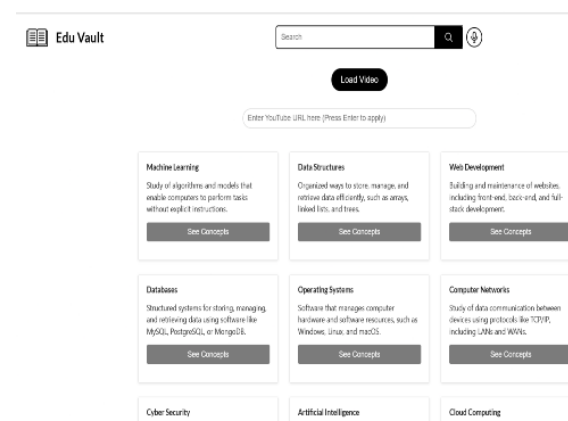 Edu Vault
Search
Load Video
Enter YouTube URL here (Press Enter to apply)
Machine Learning
Study of algorithms and models that
enable computers to perform tasks
without explicit instructions.
See Concepts
Data Structures
Organized ways to store, manage, and
retrieve data efficiently, such as arrays,
linked lists, and trees.
See Concepts
Web Development
Building and maintenance of websites,
including front-end, back-end, and full-
stack development.
See Concepts
Databases
Structured systems for storing, managing,
and retrieving data using software like
MySQL, PostgreSQL, or MongoDB.
See Concepts
Operating Systems
Software that manages computer
hardware and software resources, such as
Windows, Linux, and macOS.
See Concepts
Computer Networks
Study of data communication between
devices using protocols like TCP/IP,
including LANs and WANs.
See Concepts
Cyber Security
Artificial Intelligence
Cloud Computing